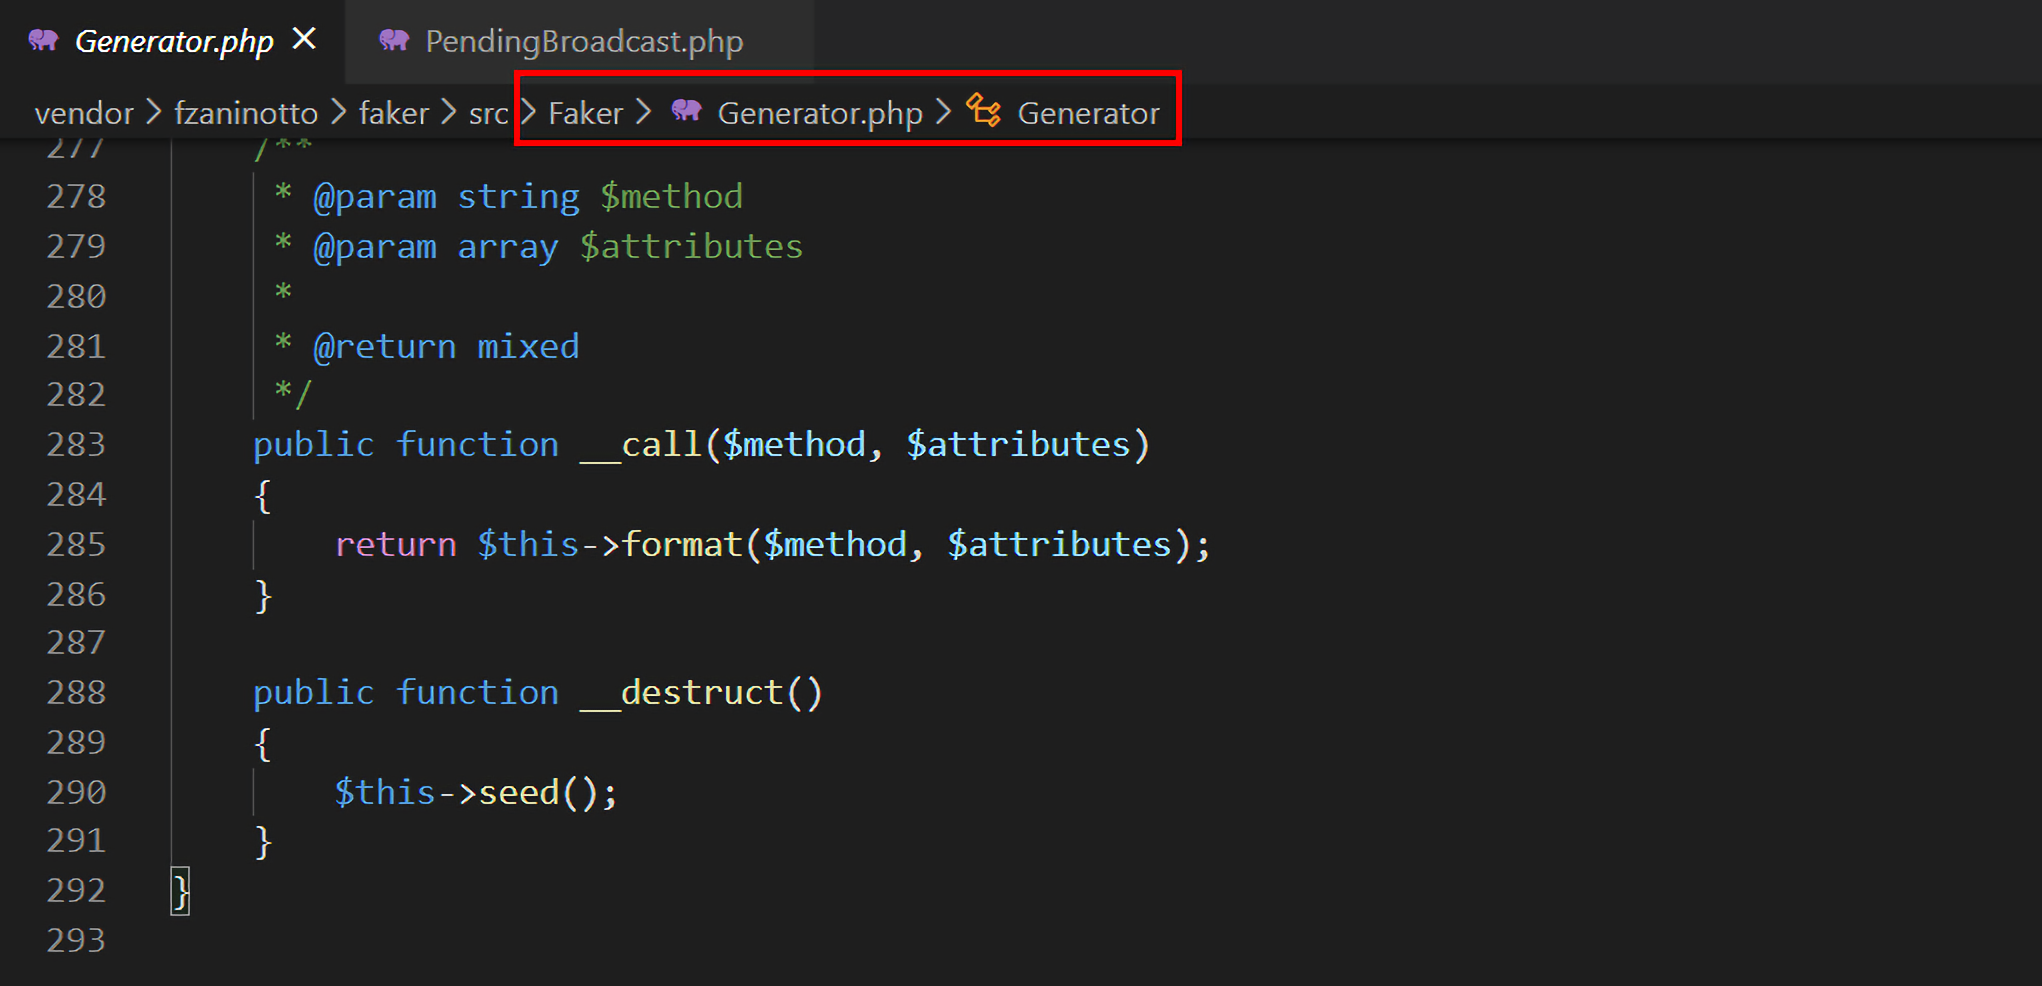 Generator.php × PendingBroadcast.php
vendor > fzaninotto > faker > src > Faker > Generator.php > Generator
277 /**
278 * @param string $method
279 * @param array $attributes
280 *
281 * @return mixed
282 */
283 public function __call($method, $attributes)
284 {
285 return $this->format($method, $attributes);
286 }
287
288 public function __destruct()
289 {
290 $this->seed();
291 }
292 }
293